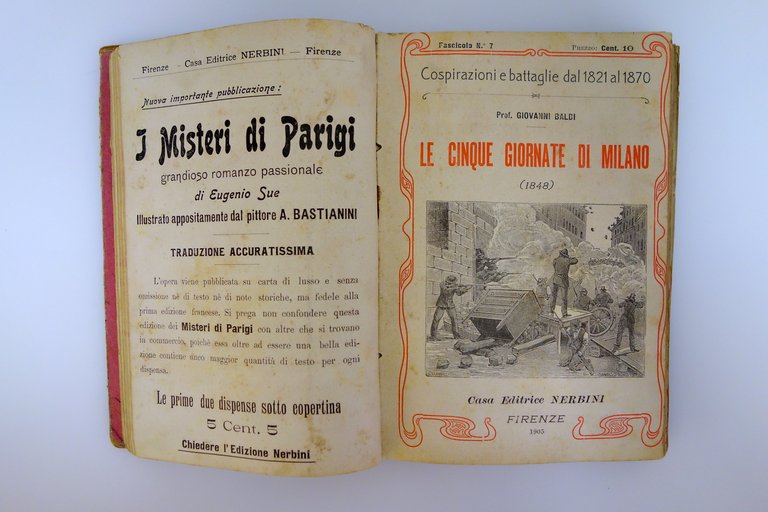 Firenze - Casa Editrice NERBINI — Firenze
Nuova importante pubblicazione:
I Misteri di Parigi
grandioso romanzo passionale
di Eugenio Sue
Illustrato appositamente dal pittore A. BASTIANINI
TRADUZIONE ACCURATISSIMA
L'opera viene pubblicata su carta di lusso e senza
omissione nè di testo nè di note storiche, ma fedele alla
prima edizione francese. Si prega non confondere questa
edizione dei Misteri di Parigi con altre che si trovano
in commercio, poichè essa oltre ad essere una bella edi-
zione contiene unco maggior quantità di testo per ogni
dispensa.
Le prime due dispense sotto copertina
5 Cent. 5
Chiedere l'Edizione Nerbini
Fascicolo N.° 7
PREZZO: Cent. 10
Cospirazioni e battaglie dal 1821 al 1870
Prof. GIOVANNI BALDI
LE CINQUE GIORNATE DI MILANO
(1848)
Casa Editrice NERBINI
FIRENZE
1905